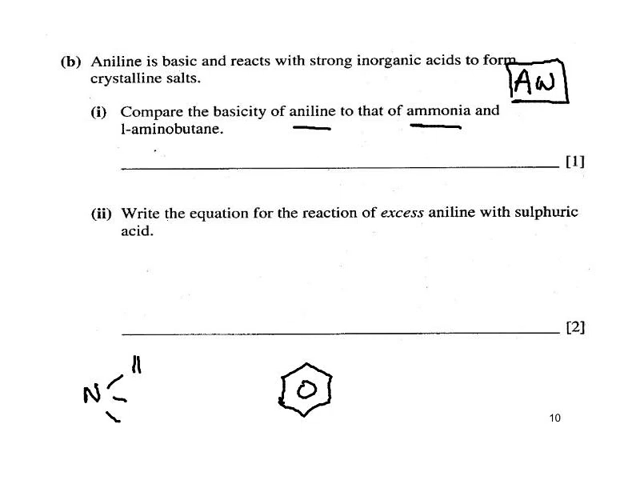 (b) Aniline is basic and reacts with strong inorganic acids to form
crystalline salts.
AW
(i) Compare the basicity of aniline to that of ammonia and
l-aminobutane.
[1]
(ii) Write the equation for the reaction of excess aniline with sulphuric
acid.
[2]
N
10